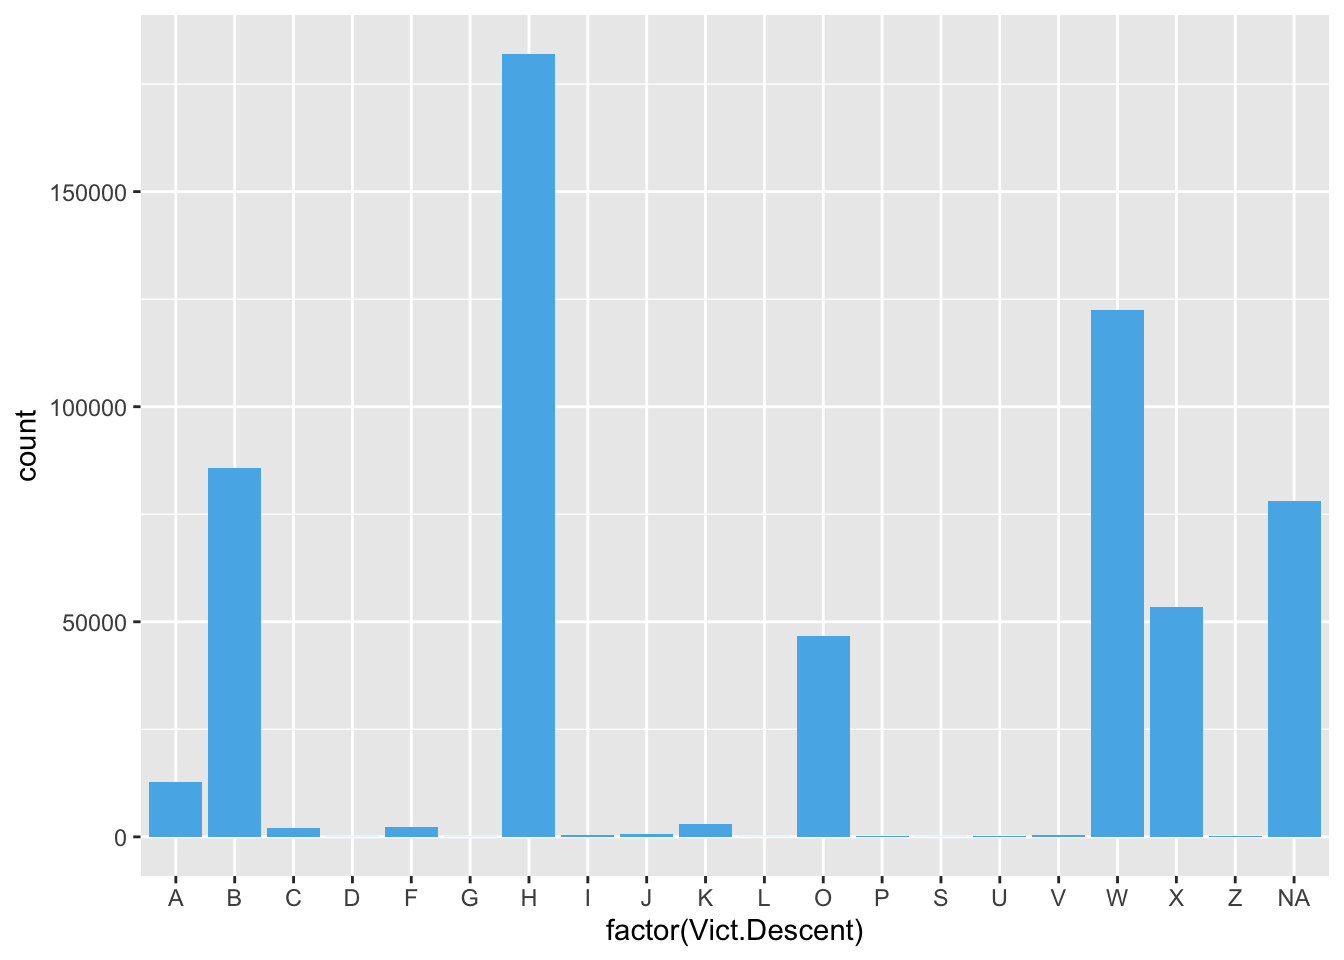 150000
100000
50000
0
count
A B C D F G H I J K L O P S U V W X Z NA
factor(Vict.Descent)